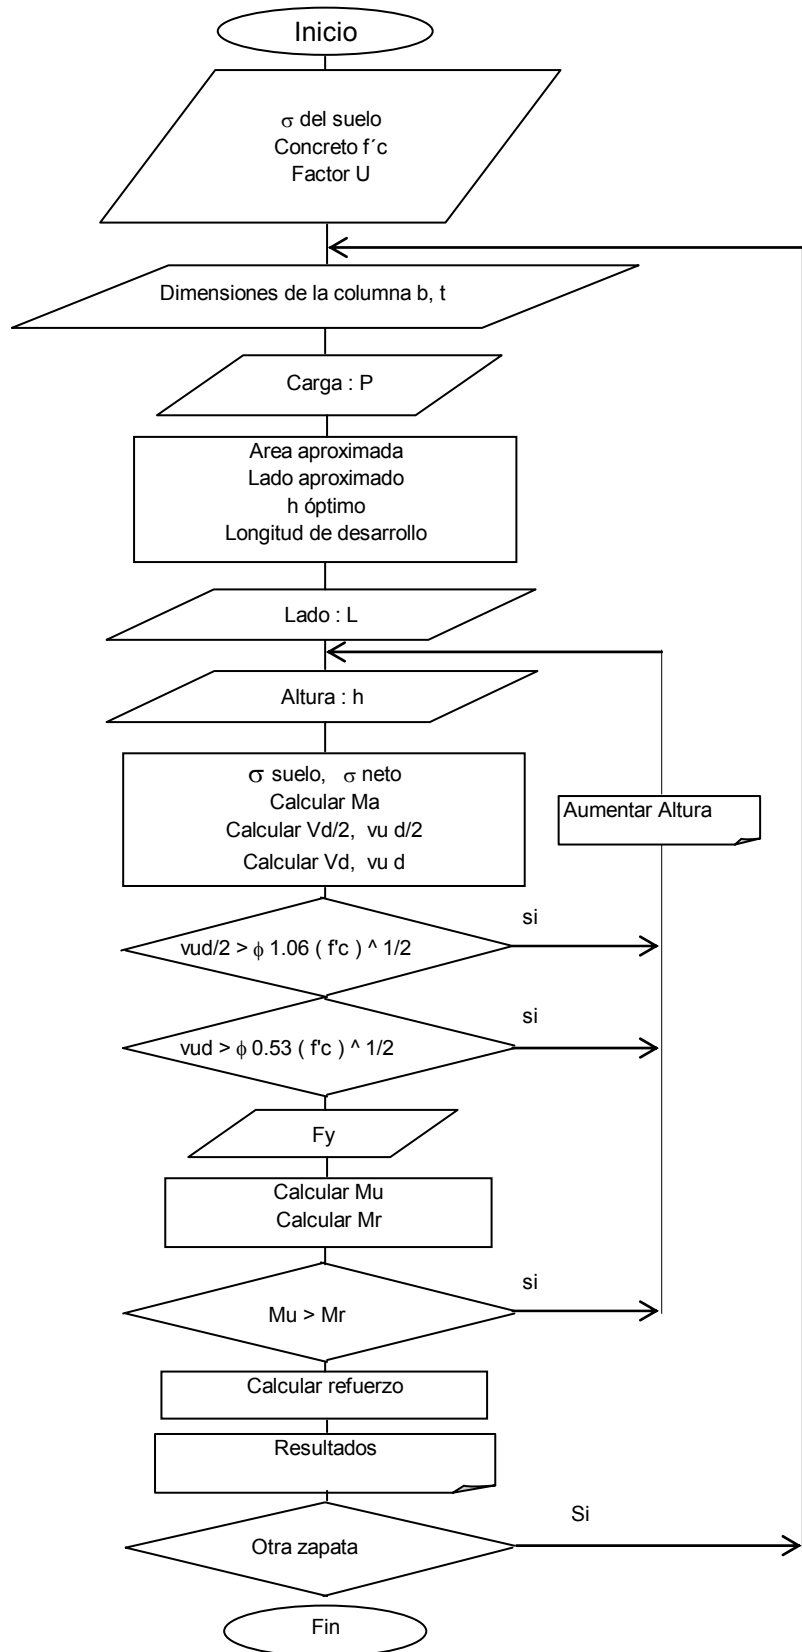 Inicio
σ del suelo
Concreto f´c
Factor U
Dimensiones de la columna b, t
Carga : P
Area aproximada
Lado aproximado
h óptimo
Longitud de desarrollo
Lado : L
Altura : h
σ suelo, σ neto
Calcular Ma
Calcular Vd/2, vu d/2
Calcular Vd, vu d
Aumentar Altura
si
vud/2 > ϕ 1.06 ( f'c ) ^ 1/2
si
vud > ϕ 0.53 ( f'c ) ^ 1/2
Fy
Calcular Mu
Calcular Mr
si
Mu > Mr
Calcular refuerzo
Resultados
Si
Otra zapata
Fin